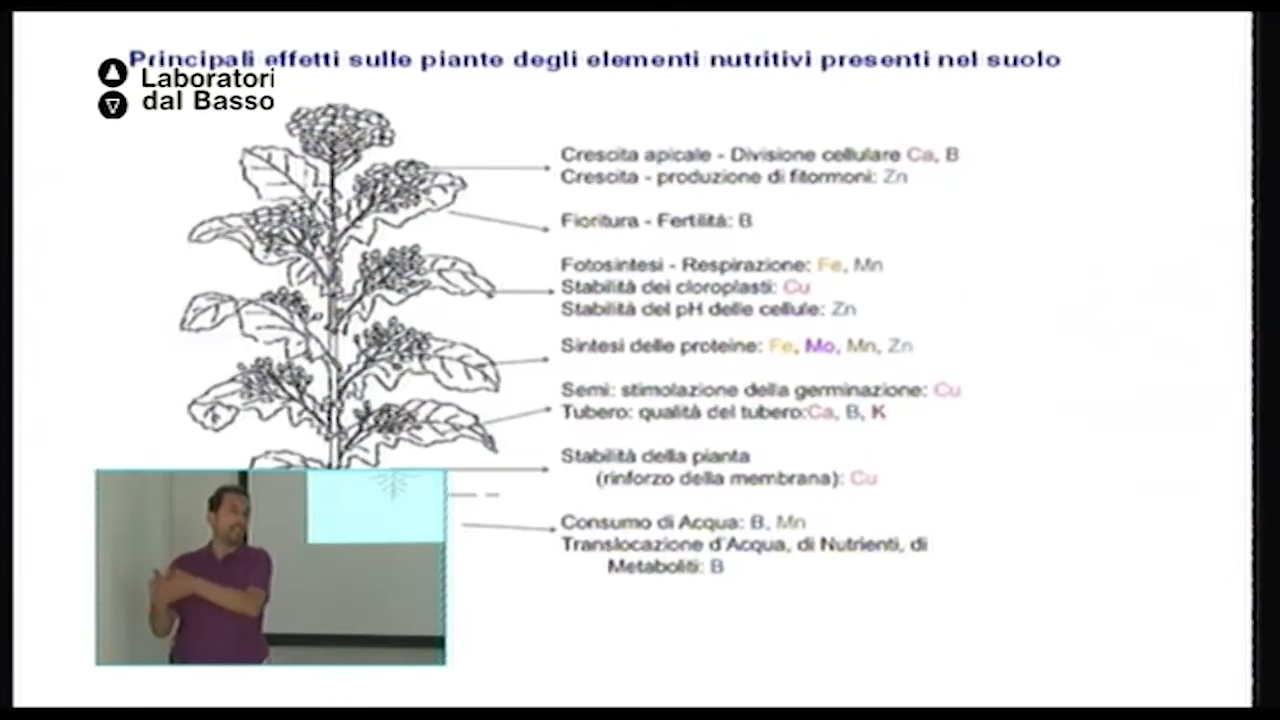 Principali effetti sulle piante degli elementi nutritivi presenti nel suolo
Laboratori
dal Basso
Crescita apicale - Divisione cellulare Ca, B
Crescita - produzione di fitormoni: Zn
Fioritura - Fertilità: B
Fotosintesi - Respirazione: Fe, Mn
Stabilità dei cloroplasti: Cu
Stabilità del pH delle cellule: Zn
Sintesi delle proteine: Fe, Mo, Mn, Zn
Semi: stimolazione della germinazione: Cu
Tubero: qualità del tubero:Ca, B, K
Stabilità della pianta
(rinforzo della membrana): Cu
Consumo di Acqua: B, Mn
Translocazione d'Acqua, di Nutrienti, di
Metaboliti: B